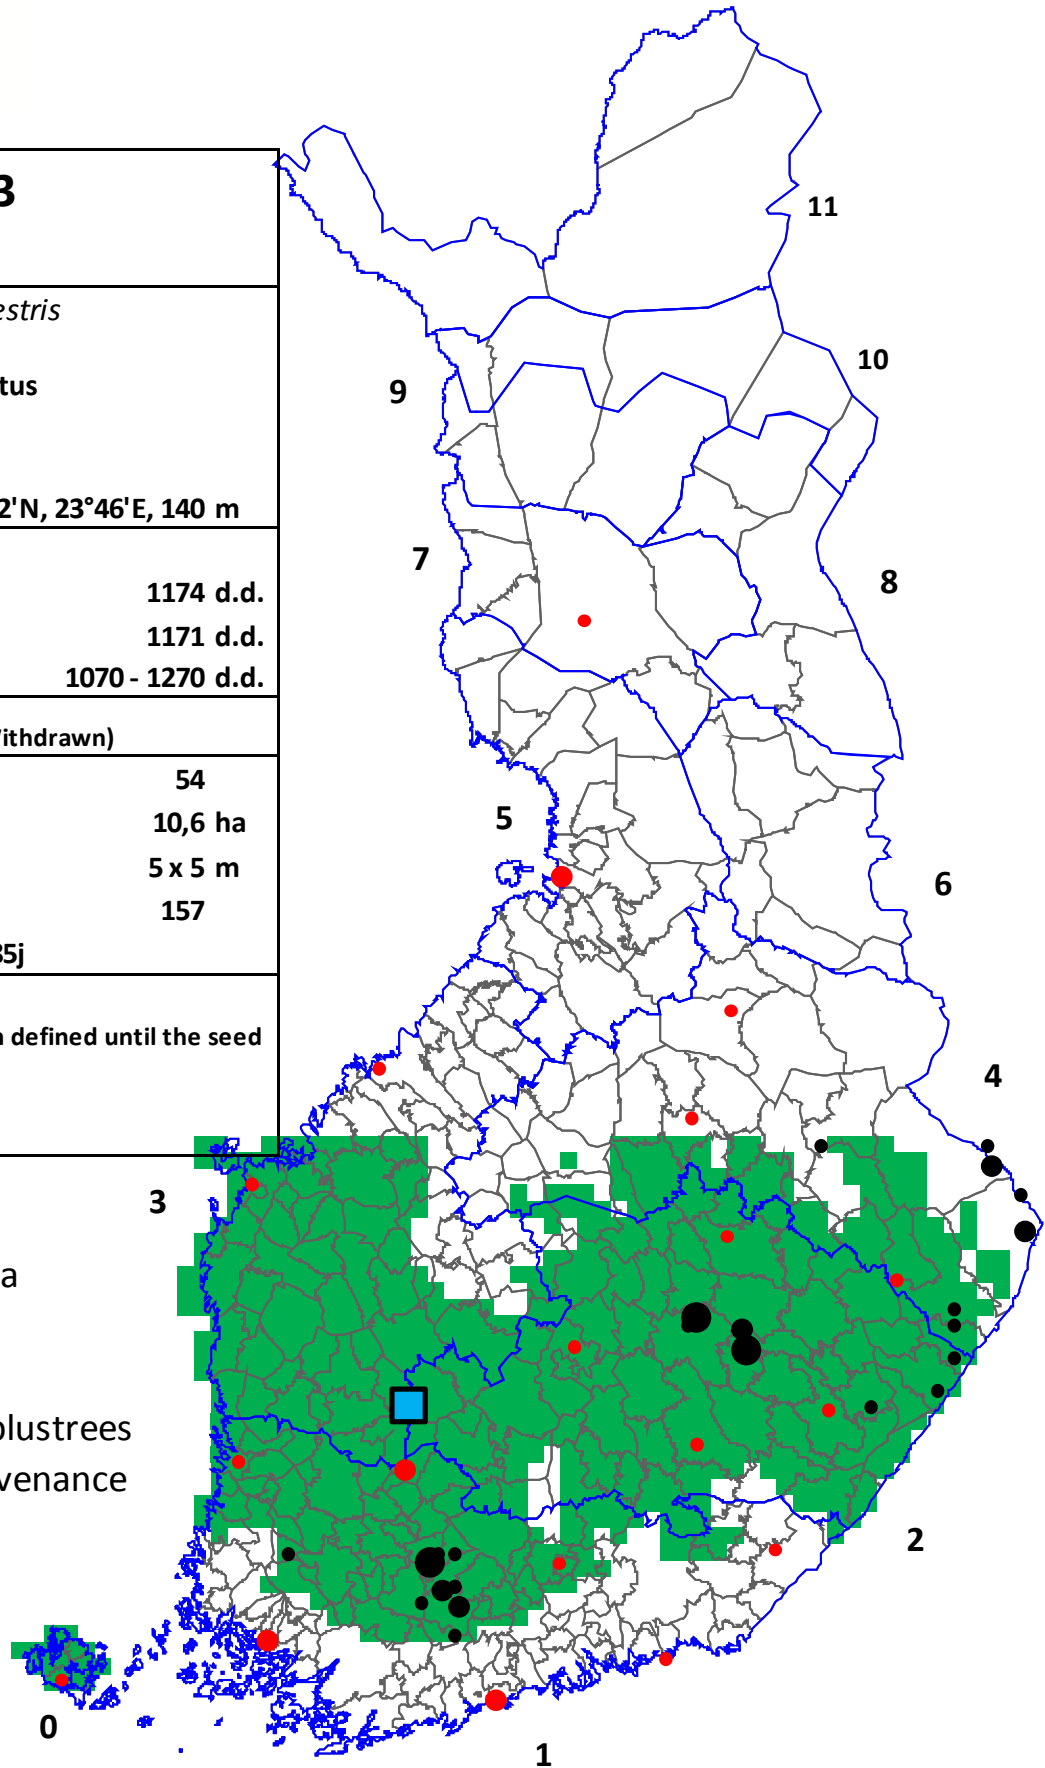 3
estris
tus
2'N, 23°46'E, 140 m
1174 d.d.
1171 d.d.
1070 - 1270 d.d.
ithdrawn)
54
10,6 ha
5 x 5 m
157
35j
n defined until the seed
a
plustrees
venance
11
10
9
8
7
6
5
4
3
2
1
0